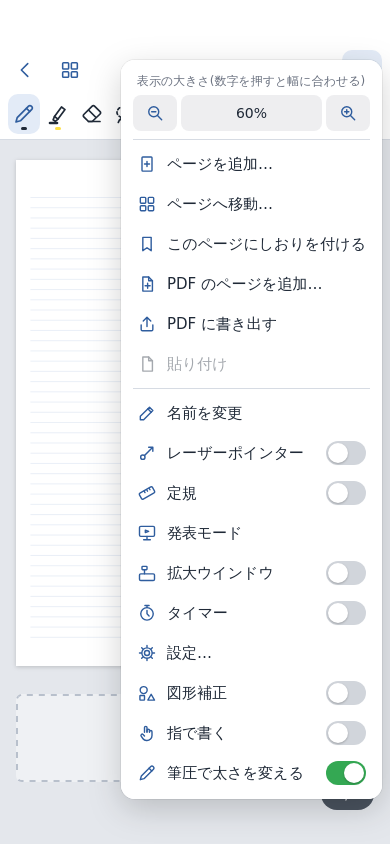 表示の大きさ(数字を押すと幅に合わせる)
60%
ページを追加…
ページへ移動…
このページにしおりを付ける
PDF のページを追加…
PDF に書き出す
貼り付け
名前を変更
レーザーポインター
定規
発表モード
拡大ウインドウ
タイマー
設定…
図形補正
指で書く
筆圧で太さを変える